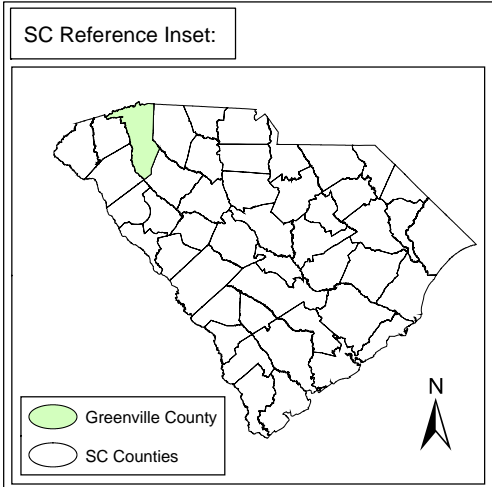 SC Reference Inset:
N
Greenville County
SC Counties